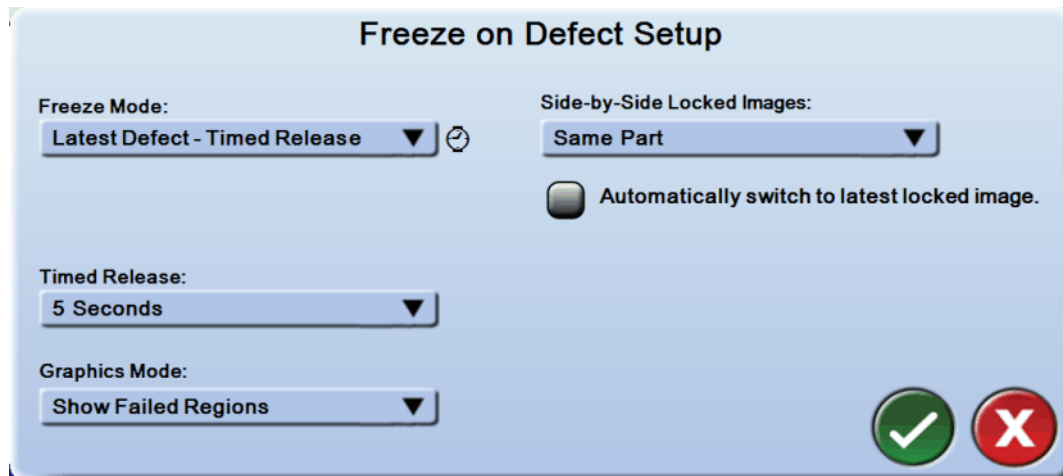 Freeze on Defect Setup
Freeze Mode:
Latest Defect - Timed Release
Side-by-Side Locked Images:
Same Part
Automatically switch to latest locked image.
Timed Release:
5 Seconds
Graphics Mode:
Show Failed Regions